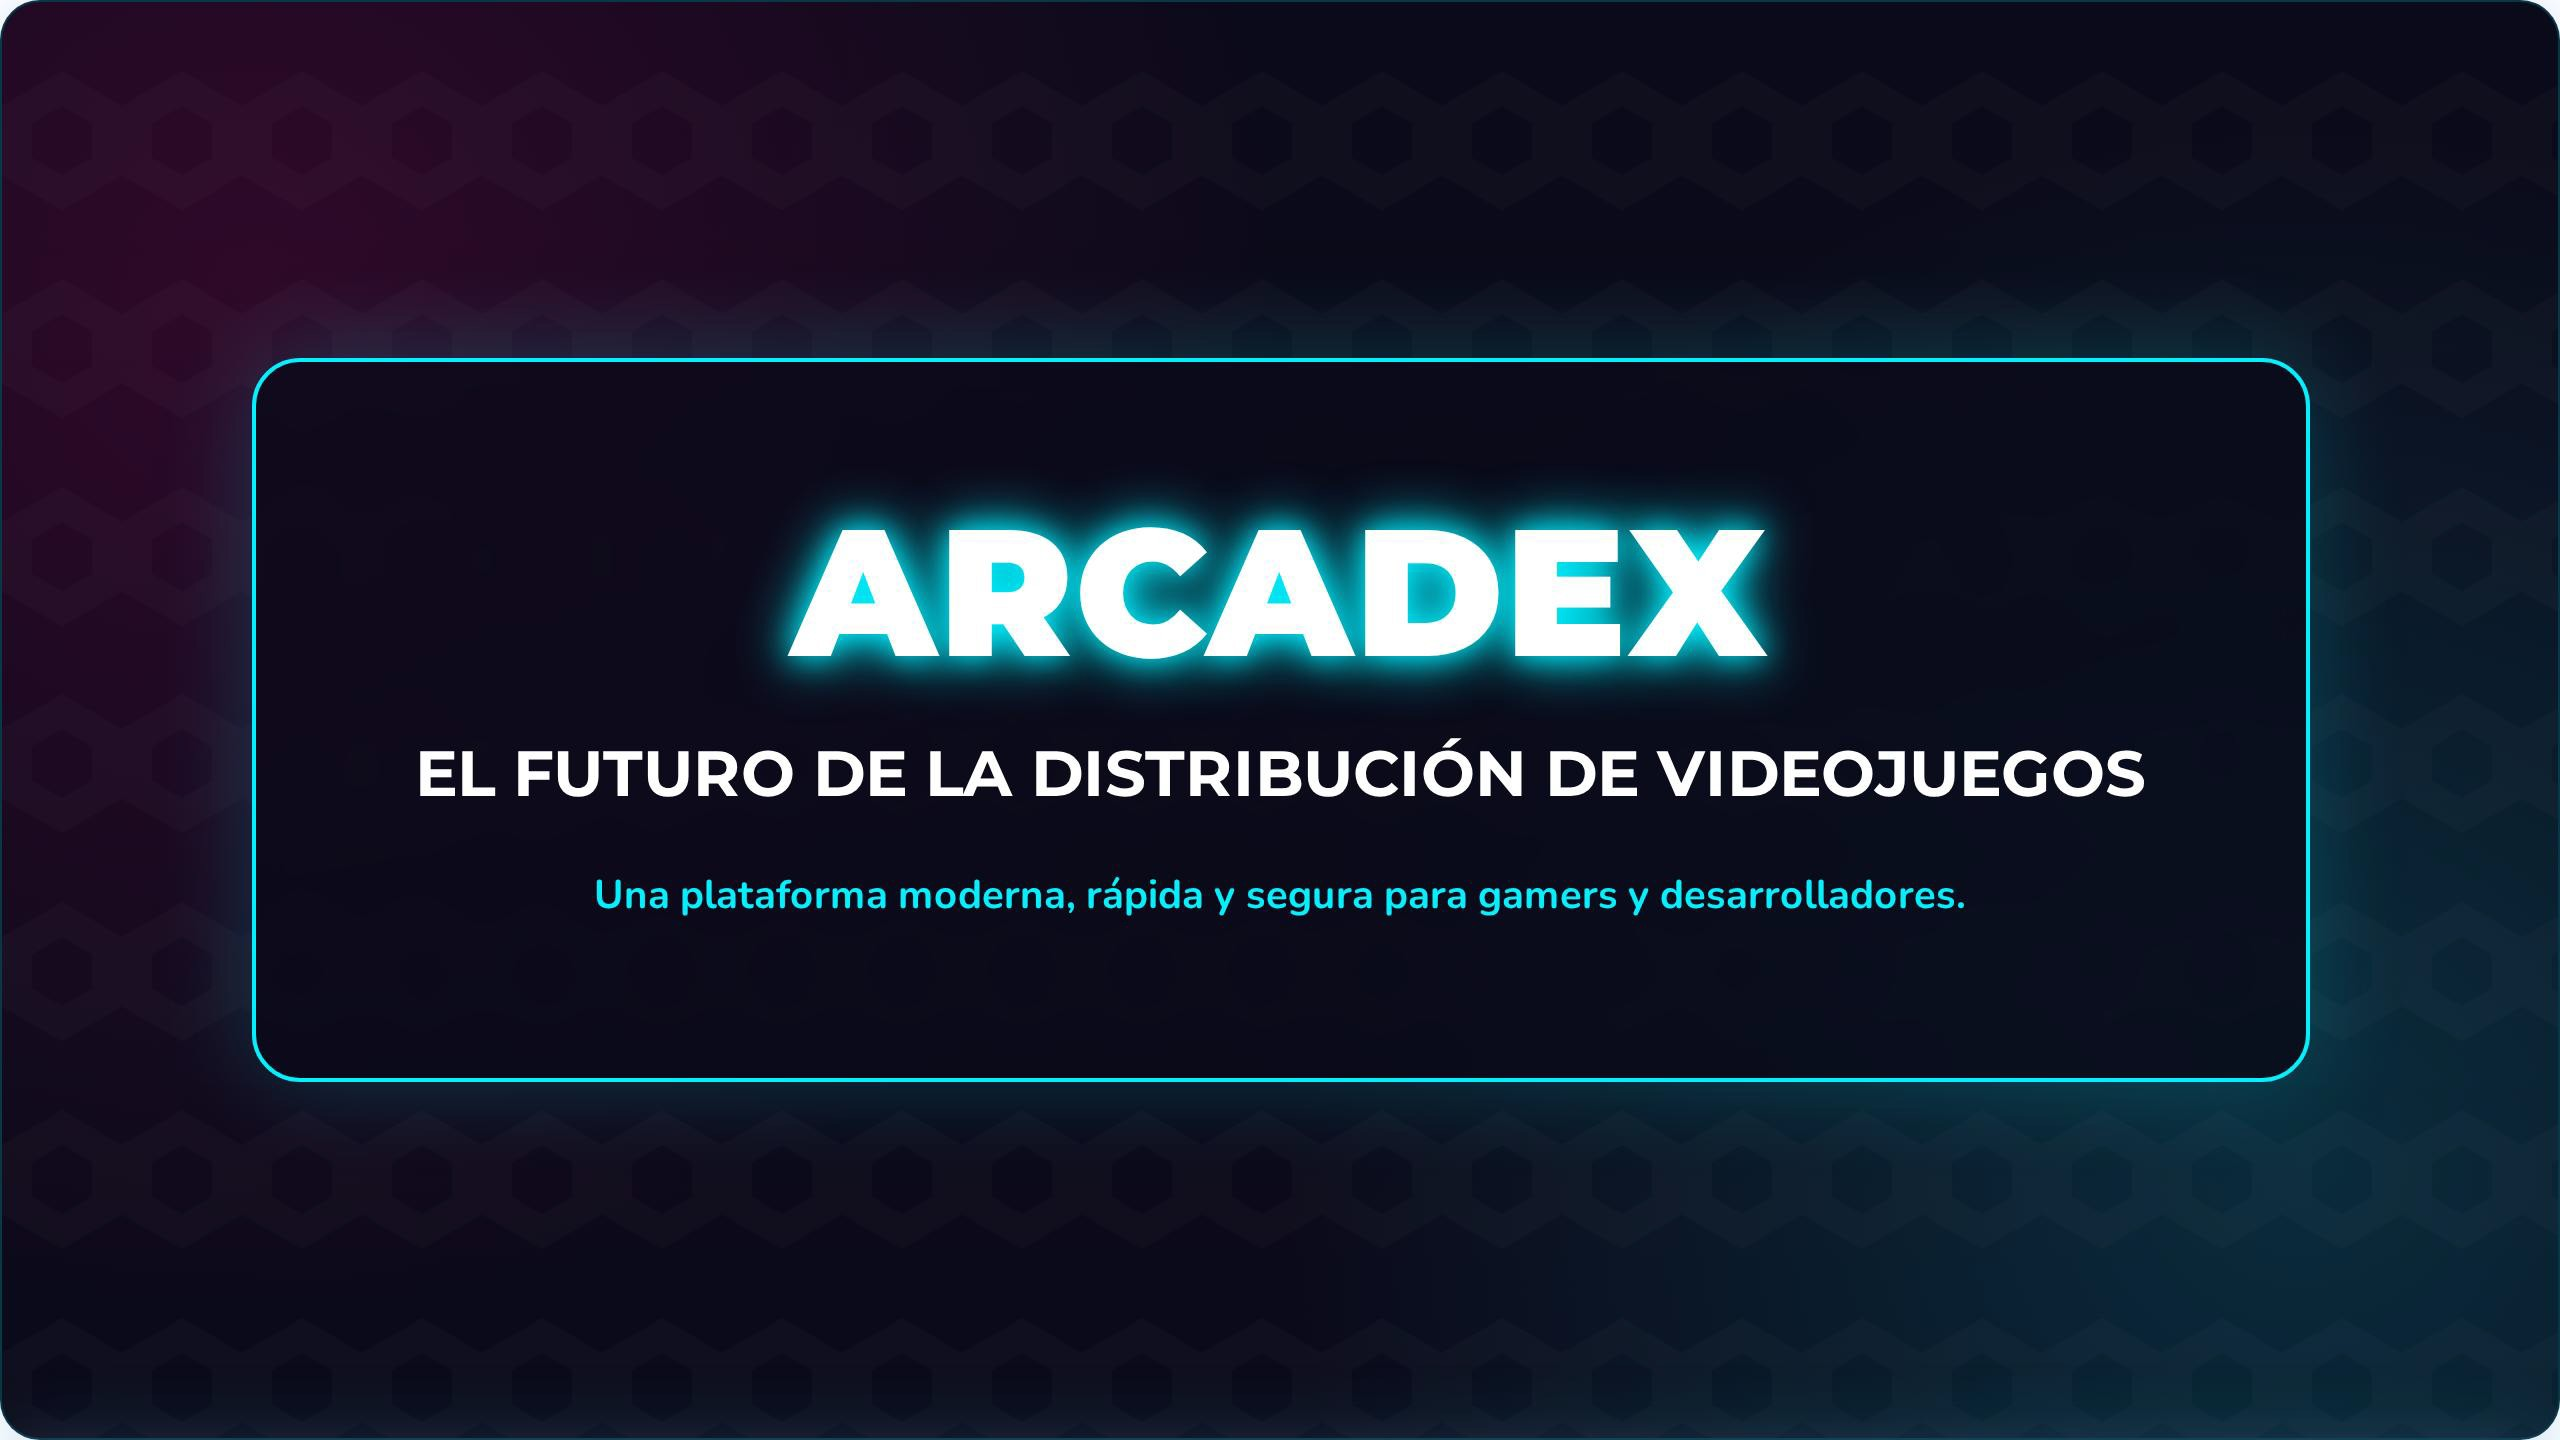 ARCADEX
EL FUTURO DE LA DISTRIBUCIÓN DE VIDEOJUEGOS
Una plataforma moderna, rápida y segura para gamers y desarrolladores.